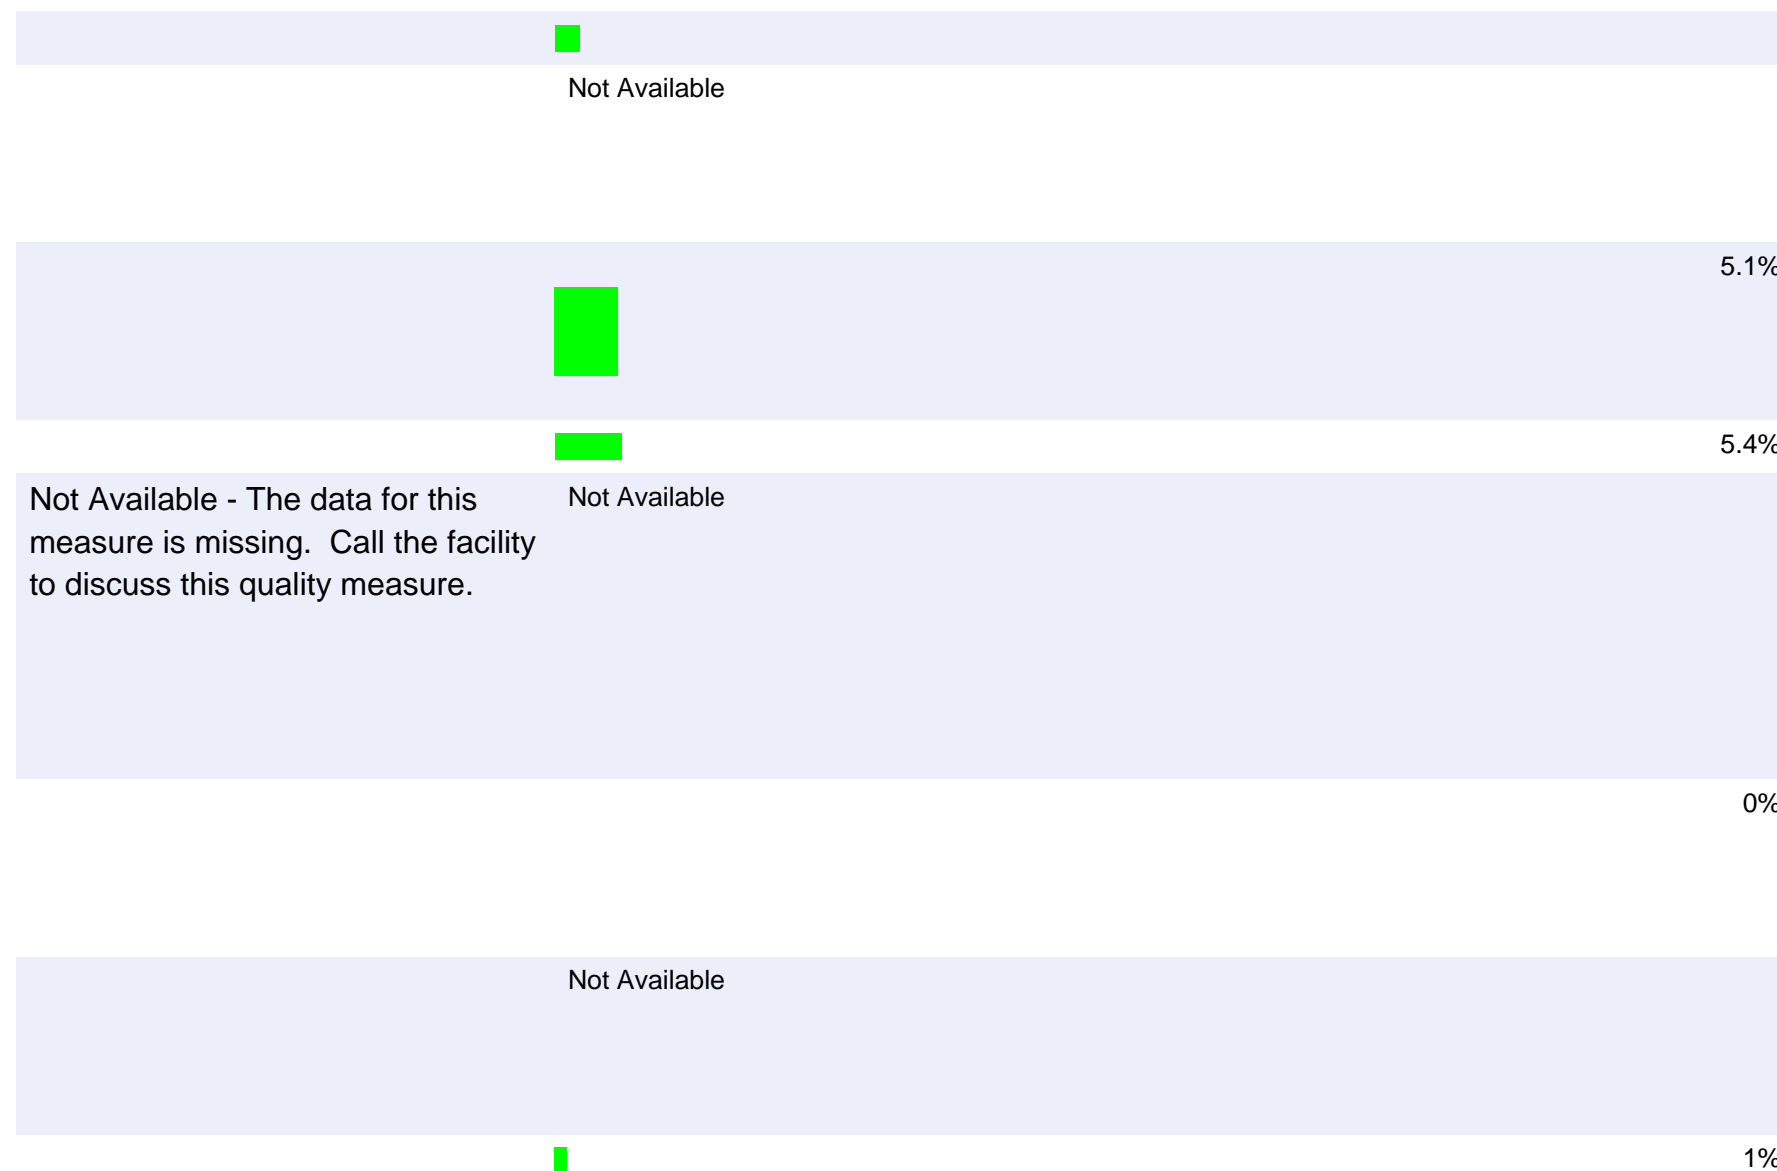 Not Available
5.1%
5.4%
Not Available - The data for this
measure is missing.  Call the facility
to discuss this quality measure.
Not Available
0%
Not Available
1%